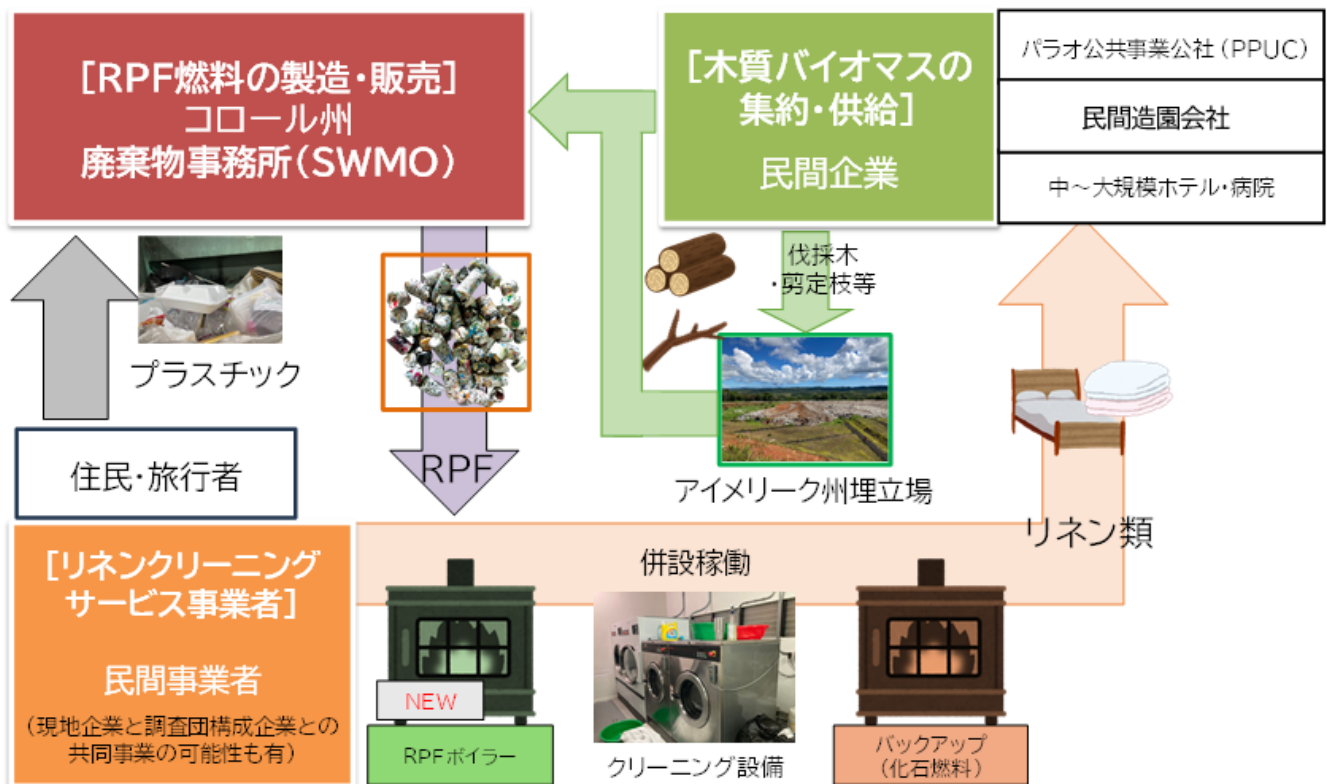 [RPF燃料の製造・販売]
コロール州
廃棄物事務所(SWMO)
[木質バイオマスの
集約・供給]
民間企業
パラオ公共事業公社(PPUC)
民間造園会社
中～大規模ホテル・病院
プラスチック
RPF
伐採木
・剪定枝等
アイメリーク州埋立場
住民・旅行者
リネン類
[リネンクリーニング
サービス事業者]
民間事業者
(現地企業と調査団構成企業との
共同事業の可能性も有)
併設稼働
NEW
RPFボイラー
クリーニング設備
バックアップ
(化石燃料)